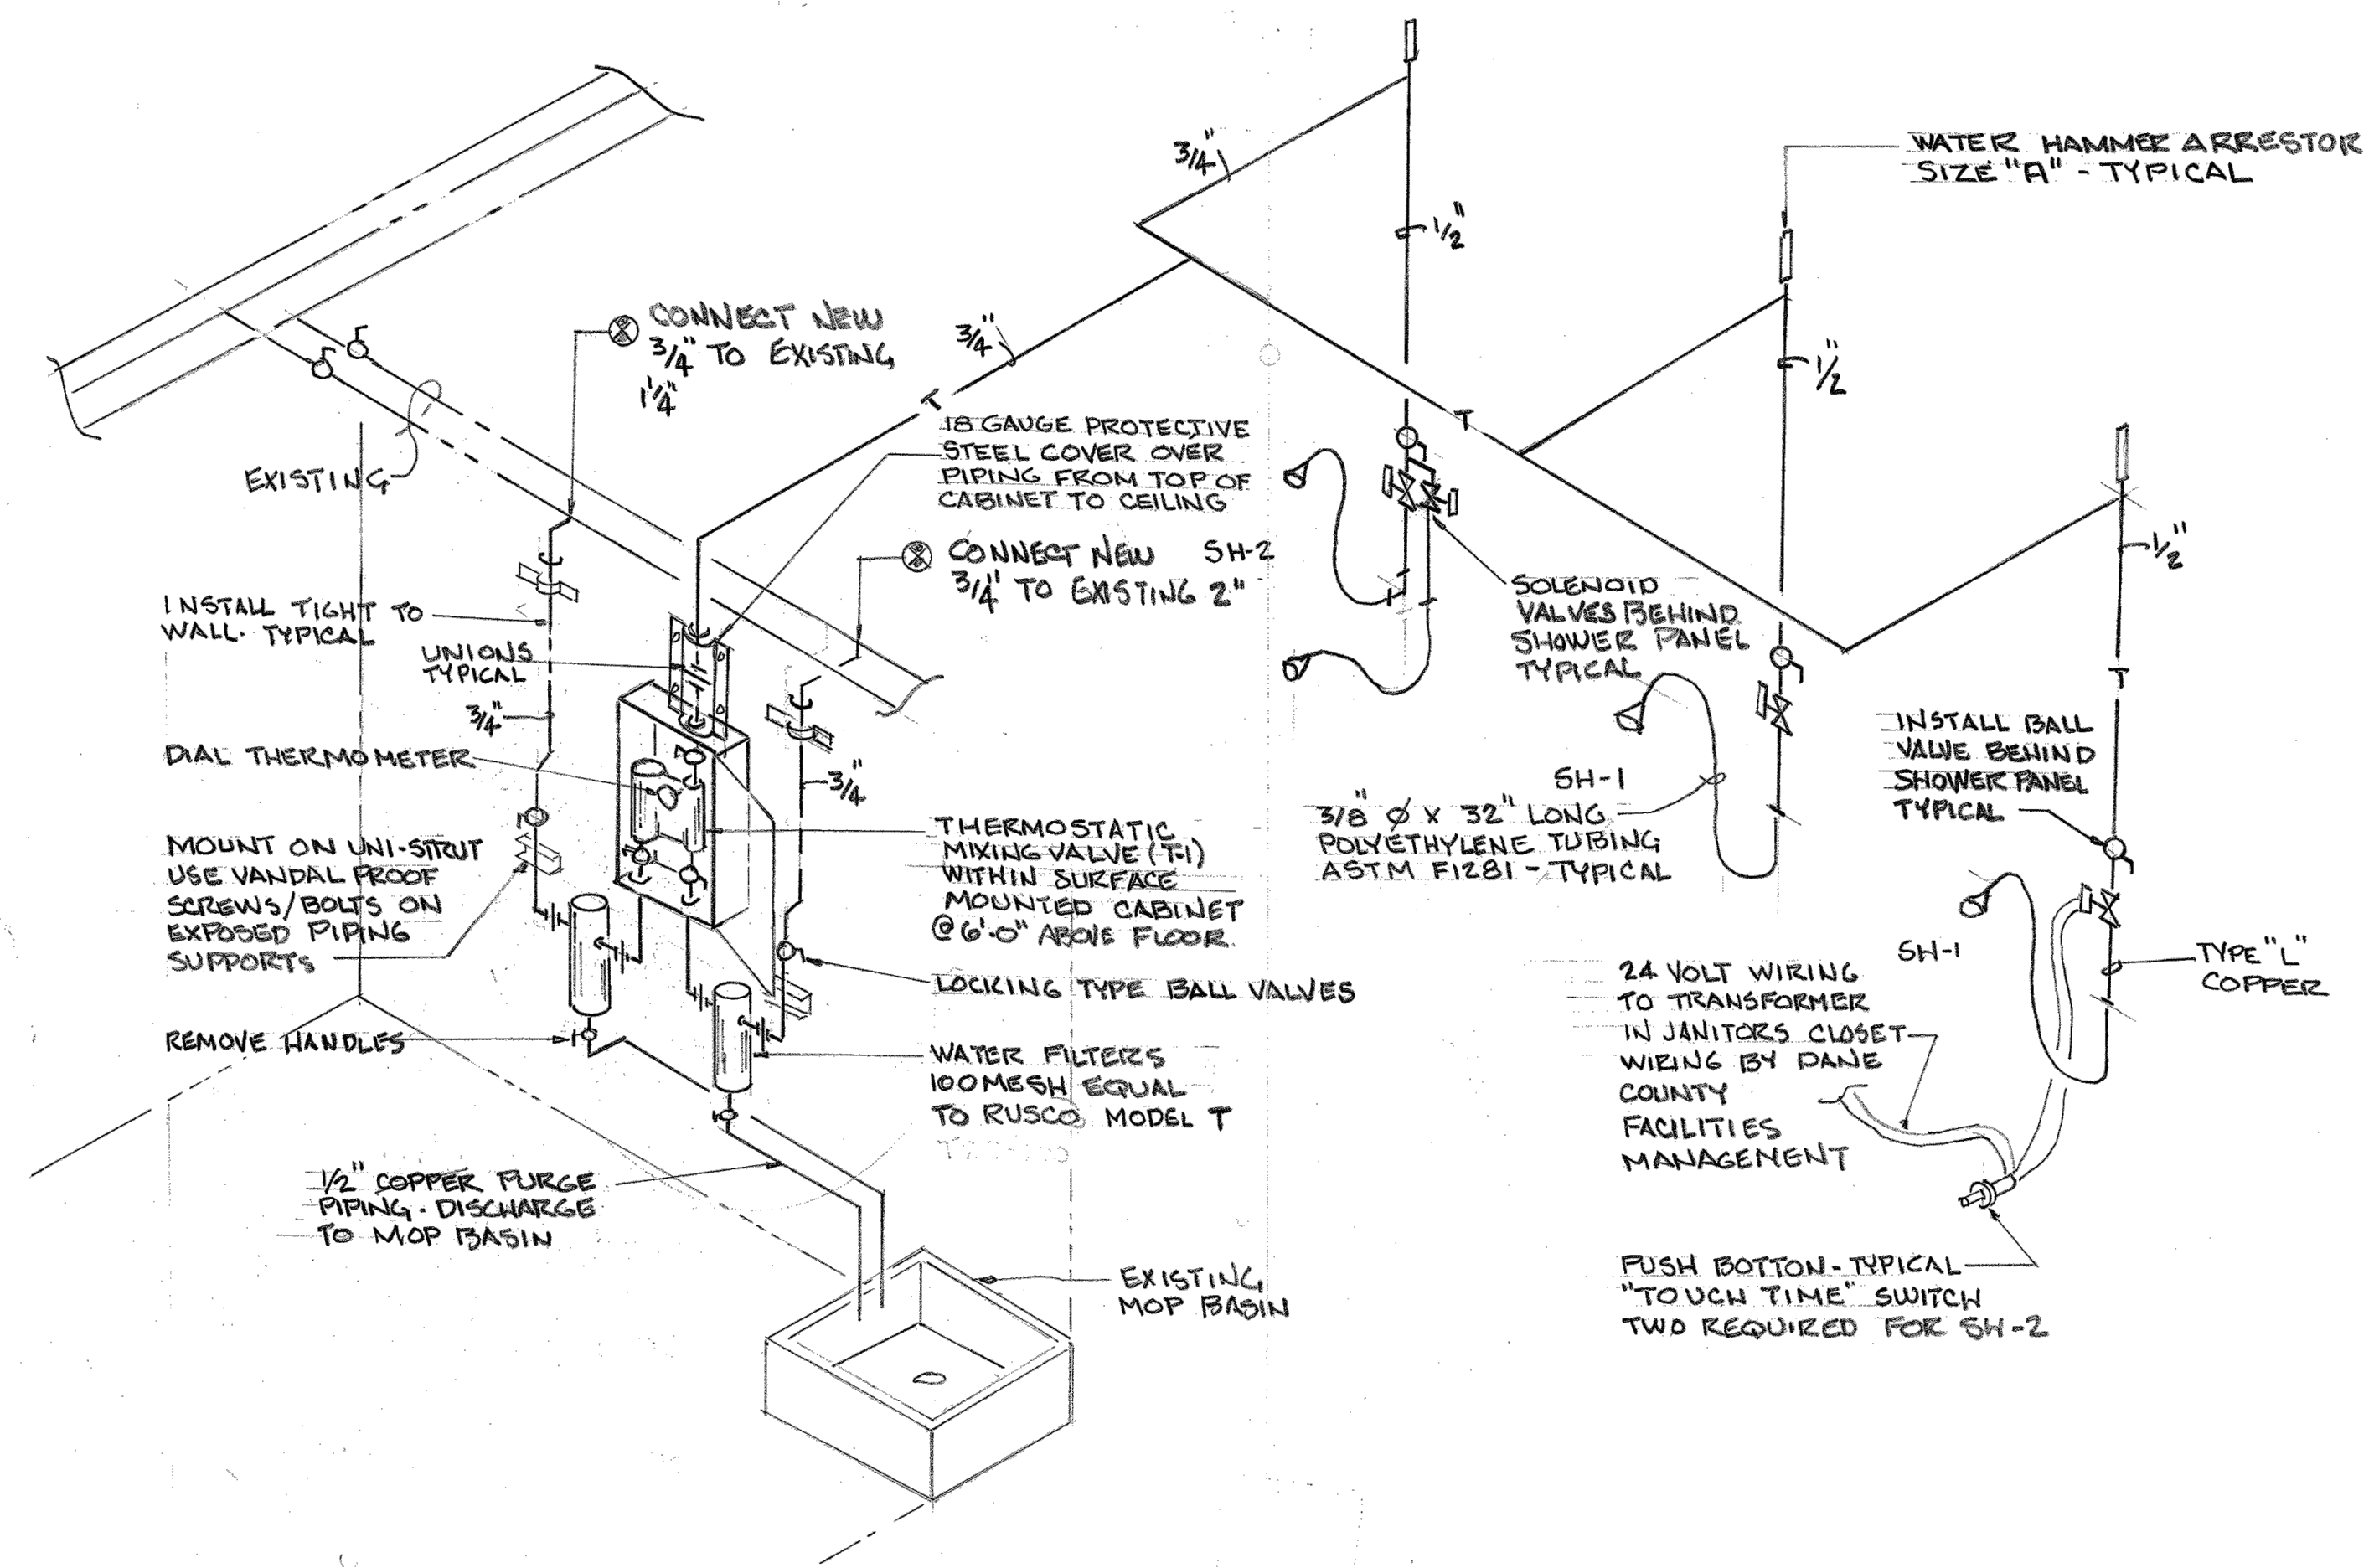 3/4"
1/2"
WATER HAMMER ARRESTOR
SIZE "A" - TYPICAL
CONNECT NEW
3/4" TO EXISTING
1 1/4"
3/4"
T
1/2"
EXISTING
18 GAUGE PROTECTIVE
STEEL COVER OVER
PIPING FROM TOP OF
CABINET TO CEILING
T
CONNECT NEW
3/4" TO EXISTING 2"
SH-2
1/2"
SOLENOID
VALVES BEHIND
SHOWER PANEL
TYPICAL
INSTALL TIGHT TO
WALL. TYPICAL
UNIONS
TYPICAL
T
3/4"
DIAL THERMOMETER
3/4"
INSTALL BALL
VALVE BEHIND
SHOWER PANEL
TYPICAL
SH-1
3/8" Ø X 32" LONG
POLYETHYLENE TUBING
ASTM F1281 - TYPICAL
MOUNT ON UNI-STRUT
USE VANDAL PROOF
SCREWS/BOLTS ON
EXPOSED PIPING
SUPPORTS
THERMOSTATIC
MIXING VALVE (T-1)
WITHIN SURFACE
MOUNTED CABINET
@ 6'-0" ABOVE FLOOR.
LOCKING TYPE BALL VALVES
SH-1
TYPE "L"
COPPER
24 VOLT WIRING
TO TRANSFORMER
IN JANITORS CLOSET
WIRING BY DANE
COUNTY
FACILITIES
MANAGEMENT
REMOVE HANDLES
WATER FILTERS
100 MESH EQUAL
TO RUSCO MODEL T
1/2" COPPER PURGE
PIPING. DISCHARGE
TO MOP BASIN
EXISTING
MOP BASIN
PUSH BOTTON-TYPICAL
"TOUCH TIME" SWITCH
TWO REQUIRED FOR SH-2